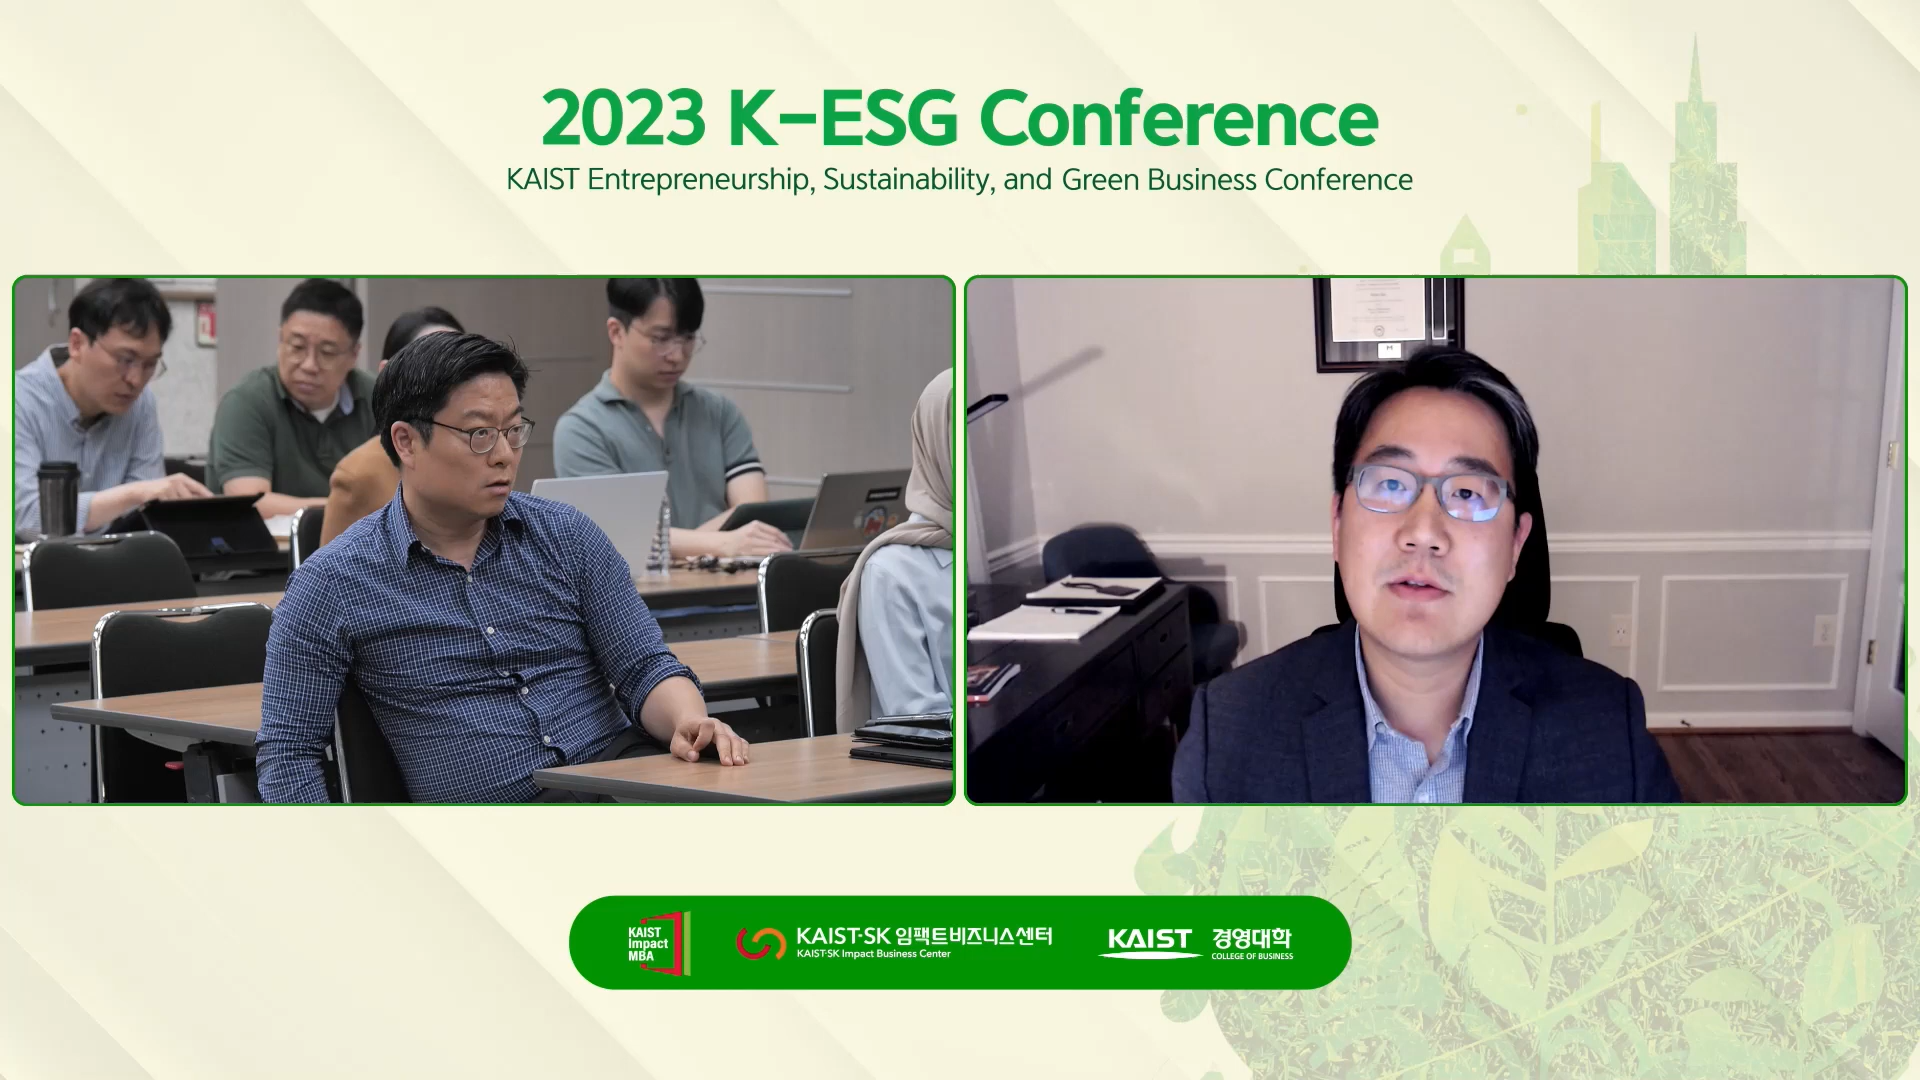 2023 K-ESG Conference
KAIST Entrepreneurship, Sustainability, and Green Business Conference
KAIST
Impact
MBA
KAIST-SK 임팩트비즈니스센터
KAIST-SK Impact Business Center
KAIST
경영대학
COLLEGE OF BUSINESS